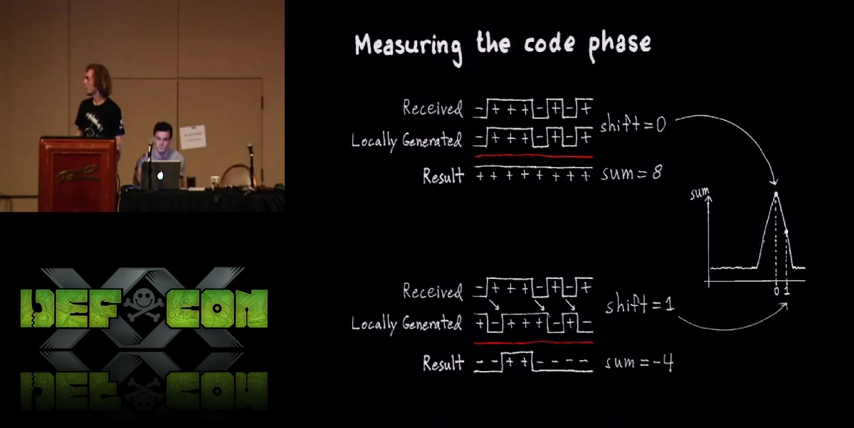 Measuring the code phase
Received - + + + - + - +
Locally Generated - + + + - + - +
shift = 0
Result + + + + + + + + sum = 8
sum
0 1
Received - + + + - + - +
Locally Generated + - + + + - + -
shift = 1
Result - - + + - - - - sum = -4
DEF CON
XX